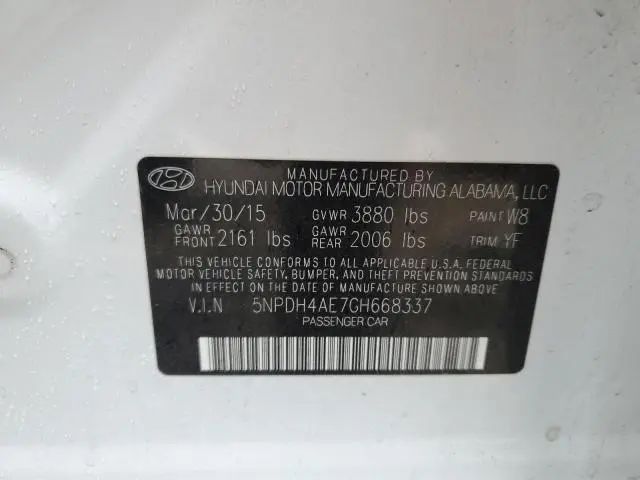 MANUFACTURED BY
HYUNDAI MOTOR MANUFACTURING ALABAMA, LLC
Mar/30/15 GVWR 3880 lbs PAINT W8
GAWR FRONT 2161 lbs GAWR REAR 2006 lbs TRIM YF
THIS VEHICLE CONFORMS TO ALL APPLICABLE U.S.A. FEDERAL
MOTOR VEHICLE SAFETY, BUMPER, AND THEFT PREVENTION STANDARDS
IN EFFECT ON THE DATE OF MANUFACTURE SHOWN ABOVE.
V.I.N 5NPDH4AE7GH668337
PASSENGER CAR